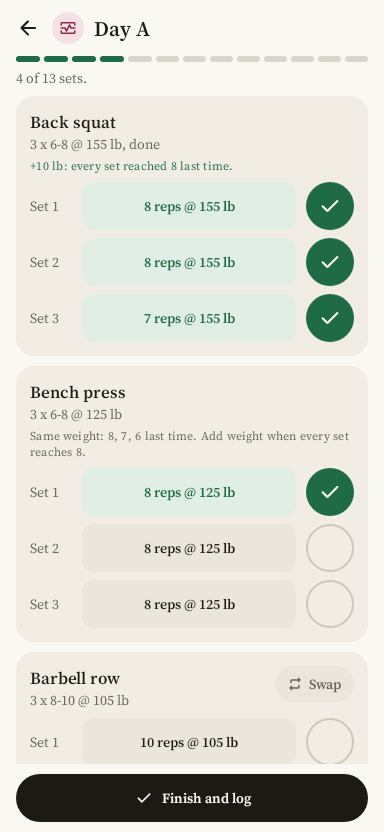 Day A
4 of 13 sets.
Back squat
3 x 6-8 @ 155 lb, done
+10 lb: every set reached 8 last time.
Set 1
8 reps @ 155 lb
Set 2
8 reps @ 155 lb
Set 3
7 reps @ 155 lb
Bench press
3 x 6-8 @ 125 lb
Same weight: 8, 7, 6 last time. Add weight when every set
reaches 8.
Set 1
8 reps @ 125 lb
Set 2
8 reps @ 125 lb
Set 3
8 reps @ 125 lb
Barbell row
Swap
3 x 8-10 @ 105 lb
Set 1
10 reps @ 105 lb
Finish and log